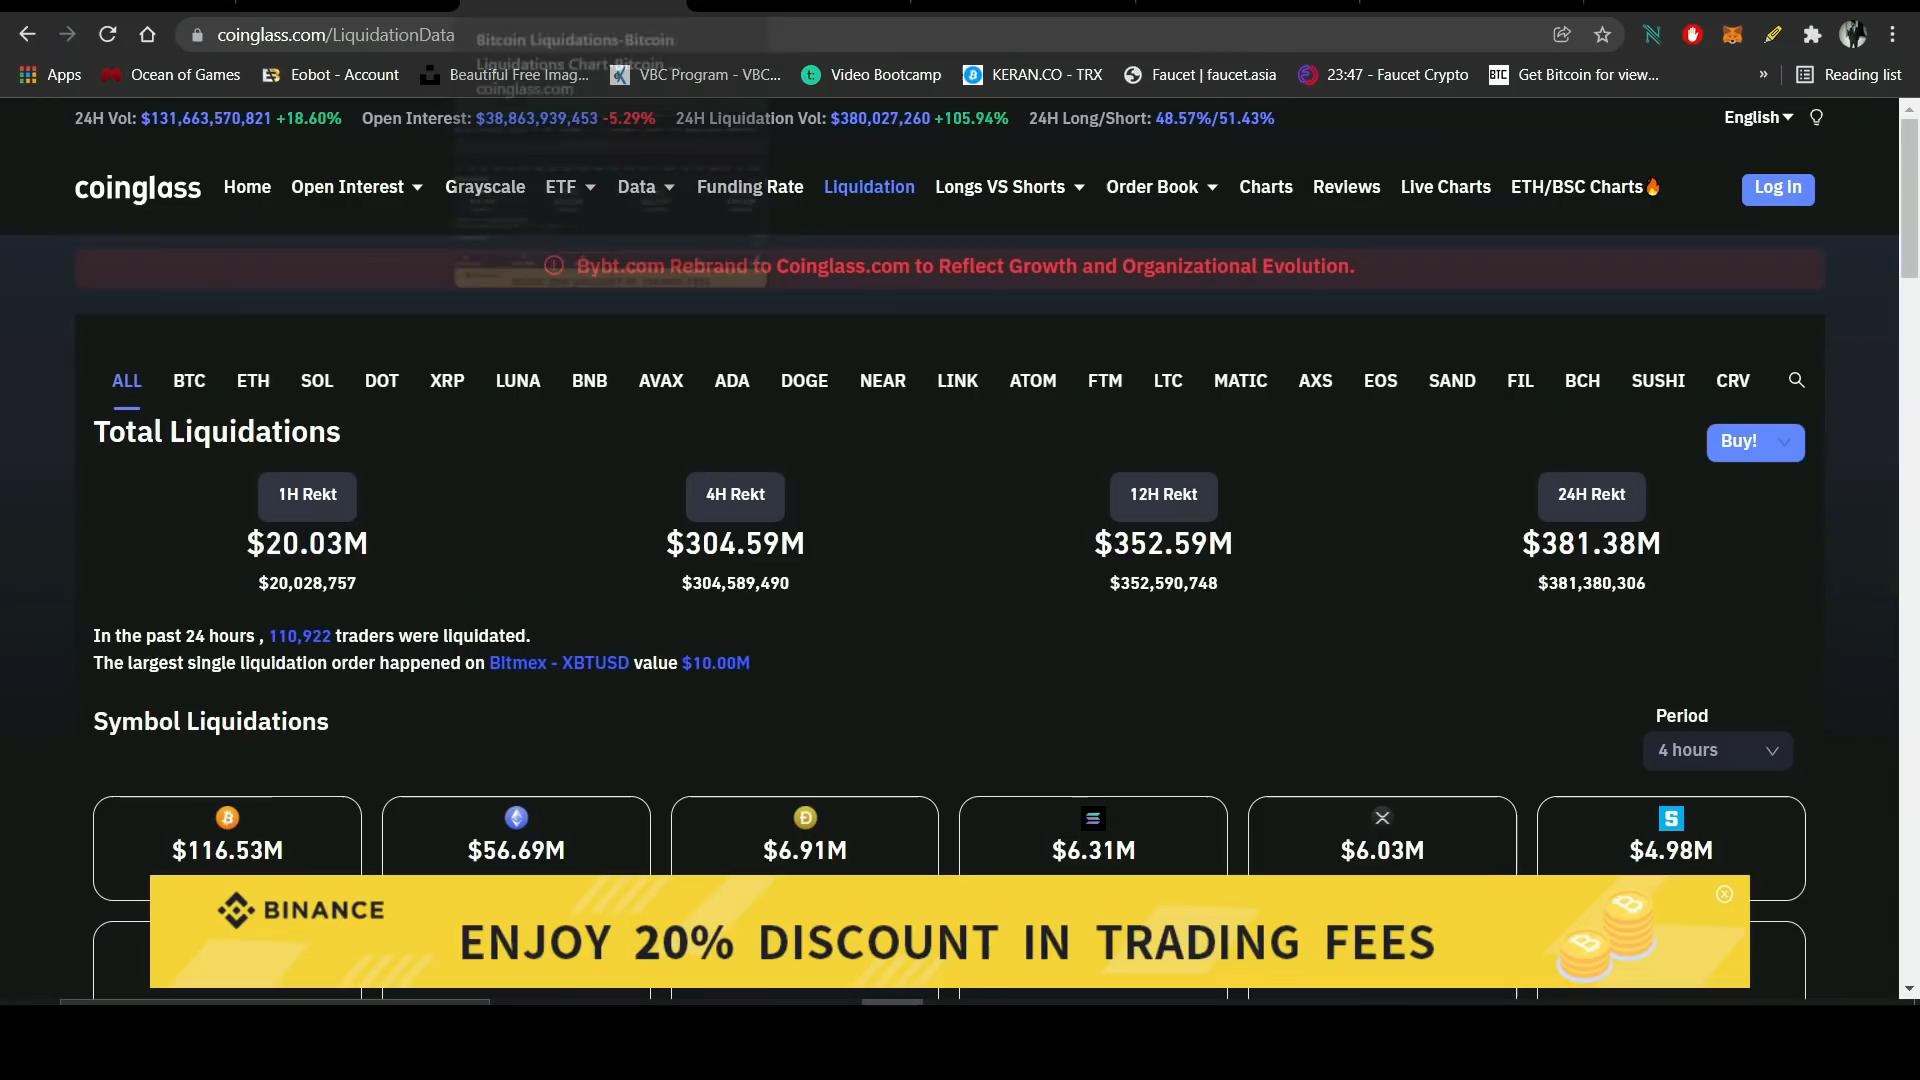 coinglass.com/LiquidationData
Bitcoin Liquidations-Bitcoin
Liquidations Chart-Bitcoin...
coinglass.com
Apps Ocean of Games Eobot - Account Beautiful Free Imag... VBC Program - VBC... Video Bootcamp KERAN.CO - TRX Faucet | faucet.asia 23:47 - Faucet Crypto BTC Get Bitcoin for view... » Reading list
24H Vol: $131,663,570,821 +18.60% Open Interest: $38,863,939,453 -5.29% 24H Liquidation Vol: $380,027,260 +105.94% 24H Long/Short: 48.57%/51.43% English
coinglass Home Open Interest Grayscale ETF Data Funding Rate Liquidation Longs VS Shorts Order Book Charts Reviews Live Charts ETH/BSC Charts🔥 Log In
Bybt.com Rebrand to Coinglass.com to Reflect Growth and Organizational Evolution.
ALL BTC ETH SOL DOT XRP LUNA BNB AVAX ADA DOGE NEAR LINK ATOM FTM LTC MATIC AXS EOS SAND FIL BCH SUSHI CRV
Total Liquidations
Buy!
1H Rekt 4H Rekt 12H Rekt 24H Rekt
$20.03M $304.59M $352.59M $381.38M
$20,028,757 $304,589,490 $352,590,748 $381,380,306
In the past 24 hours , 110,922 traders were liquidated.
The largest single liquidation order happened on Bitmex - XBTUSD value $10.00M
Symbol Liquidations
Period
4 hours
$116.53M $56.69M $6.91M $6.31M $6.03M $4.98M
BINANCE
ENJOY 20% DISCOUNT IN TRADING FEES